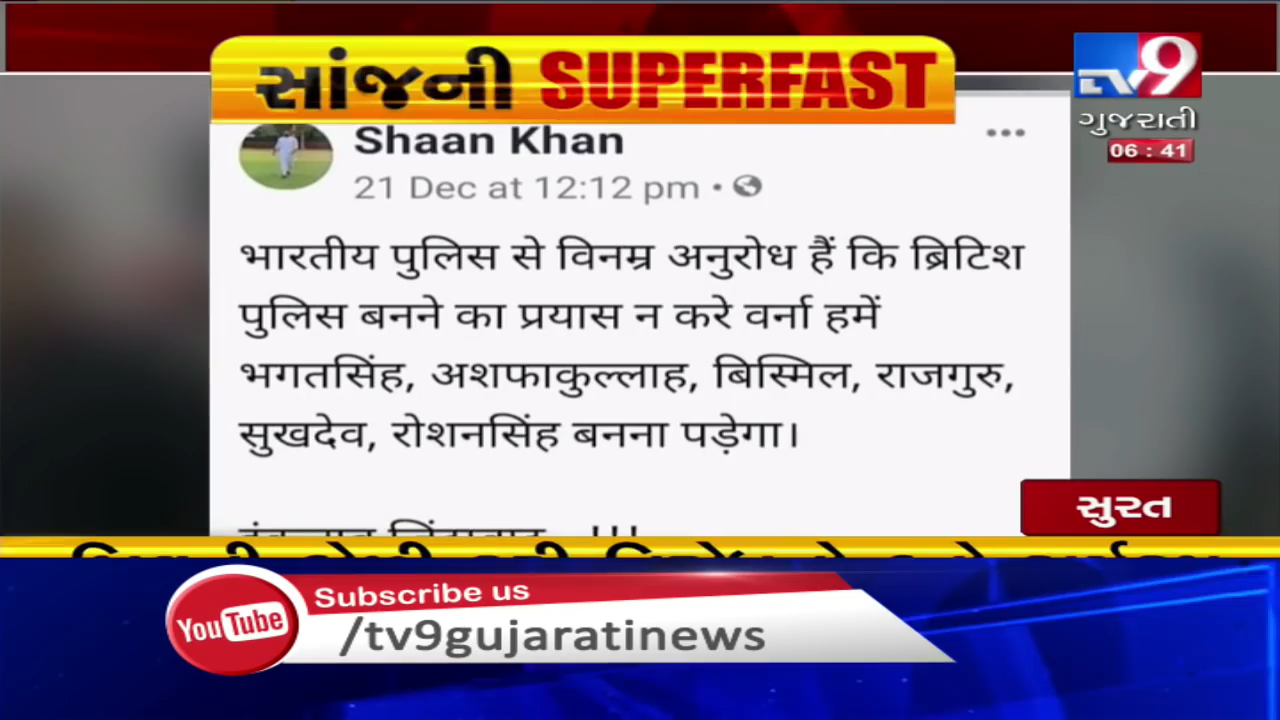 સાંજની SUPERFAST
TV9
ગુજરાતી
06 : 41
Shaan Khan
21 Dec at 12:12 pm
भारतीय पुलिस से विनम्र अनुरोध हैं कि ब्रिटिश
पुलिस बनने का प्रयास न करे वर्ना हमें
भगतसिंह, अशफाकुल्लाह, बिस्मिल, राजगुरु,
सुखदेव, रोशनसिंह बनना पड़ेगा।
!!!
સુરત
Subscribe us
YouTube
/tv9gujaratinews